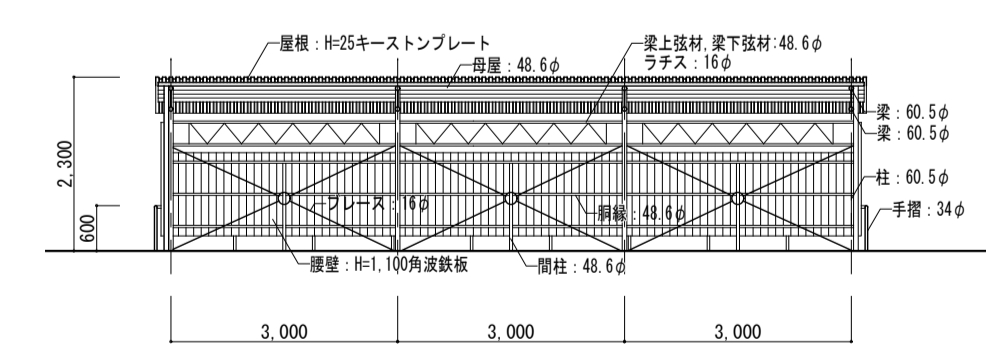 屋根：H=25キーストンプレート
母屋：48.6φ
梁上弦材,梁下弦材:48.6φ
ラチス：16φ
梁：60.5φ
梁：60.5φ
2,300
柱：60.5φ
ブレース：16φ
胴縁：48.6φ
手摺：34φ
600
腰壁：H=1,100角波鉄板
間柱：48.6φ
3,000
3,000
3,000